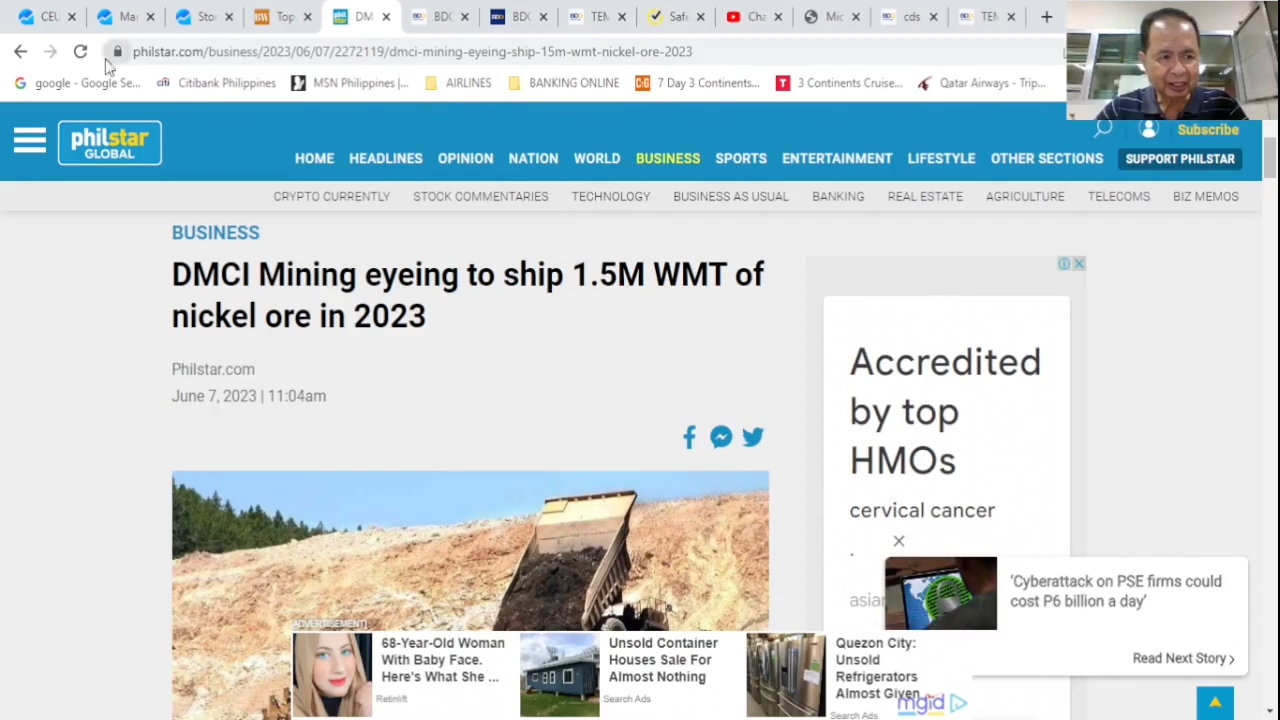 CEU
Ma
Sto
Top
DM
BDO
BDO
TEM
Safe
Cha
Mic
cds
TEM
philstar.com/business/2023/06/07/2272119/dmci-mining-eyeing-ship-15m-wmt-nickel-ore-2023
google - Google Se...
Citibank Philippines
MSN Philippines |...
AIRLINES
BANKING ONLINE
7 Day 3 Continents...
3 Continents Cruise...
Qatar Airways - Trip...
philstar
GLOBAL
Subscribe
HOME HEADLINES OPINION NATION WORLD BUSINESS SPORTS ENTERTAINMENT LIFESTYLE OTHER SECTIONS SUPPORT PHILSTAR
CRYPTO CURRENTLY STOCK COMMENTARIES TECHNOLOGY BUSINESS AS USUAL BANKING REAL ESTATE AGRICULTURE TELECOMS BIZ MEMOS
BUSINESS
DMCI Mining eyeing to ship 1.5M WMT of
nickel ore in 2023
Philstar.com
June 7, 2023 | 11:04am
Accredited
by top
HMOs
cervical cancer
asian
'Cyberattack on PSE firms could
cost P6 billion a day'
Read Next Story
ADVERTISEMENT
68-Year-Old Woman
With Baby Face.
Here's What She ...
Retinlift
Unsold Container
Houses Sale For
Almost Nothing
Search Ads
Quezon City:
Unsold
Refrigerators
Almost Given
Search Ads
mgid